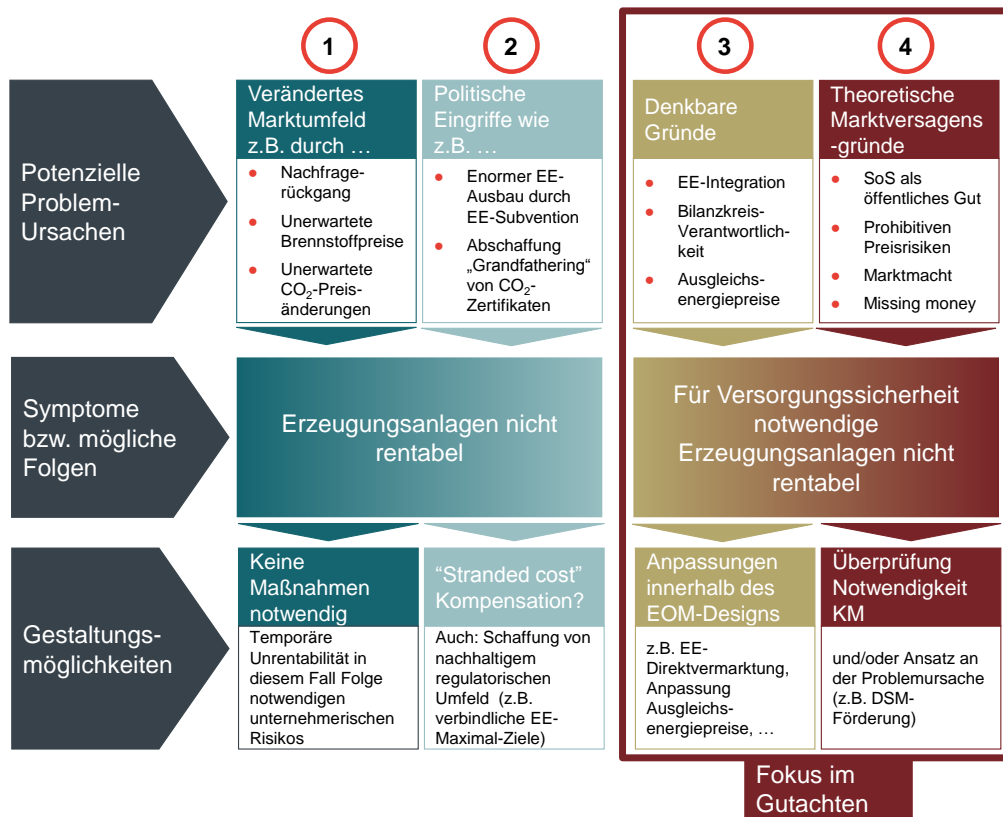 1
2
3
4
Potenzielle
Problem-
Ursachen
Verändertes
Marktumfeld
z.B. durch …
Nachfrage-
rückgang
Unerwartete
Brennstoffpreise
Unerwartete
CO₂-Preis-
änderungen
Politische
Eingriffe wie
z.B. …
Enormer EE-
Ausbau durch
EE-Subvention
Abschaffung
„Grandfathering“
von CO₂-
Zertifikaten
Denkbare
Gründe
EE-Integration
Bilanzkreis-
Verantwortlich-
keit
Ausgleichs-
energiepreise
Theoretische
Marktversagens
-gründe
SoS als
öffentliches Gut
Prohibitiven
Preisrisiken
Marktmacht
Missing money
Symptome
bzw. mögliche
Folgen
Erzeugungsanlagen nicht
rentabel
Für Versorgungssicherheit
notwendige
Erzeugungsanlagen nicht
rentabel
Gestaltungs-
möglichkeiten
Keine
Maßnahmen
notwendig
Temporäre
Unrentabilität in
diesem Fall Folge
notwendigen
unternehmerischen
Risikos
“Stranded cost”
Kompensation?
Auch: Schaffung von
nachhaltigem
regulatorischen
Umfeld (z.B.
verbindliche EE-
Maximal-Ziele)
Anpassungen
innerhalb des
EOM-Designs
z.B. EE-
Direktvermarktung,
Anpassung
Ausgleichs-
energiepreise, …
Überprüfung
Notwendigkeit
KM
und/oder Ansatz an
der Problemursache
(z.B. DSM-
Förderung)
Fokus im
Gutachten